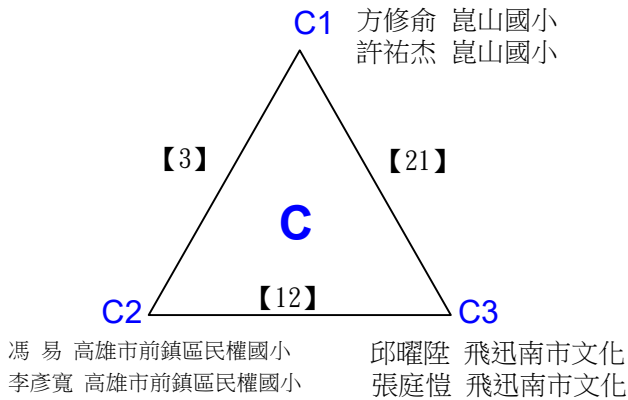 C1 方修俞 崑山國小
許祐杰 崑山國小
【3】 【21】
C
【12】
C2 C3
馮 易 高雄市前鎮區民權國小 邱曜陞 飛迅南市文化
李彥寬 高雄市前鎮區民權國小 張庭愷 飛迅南市文化